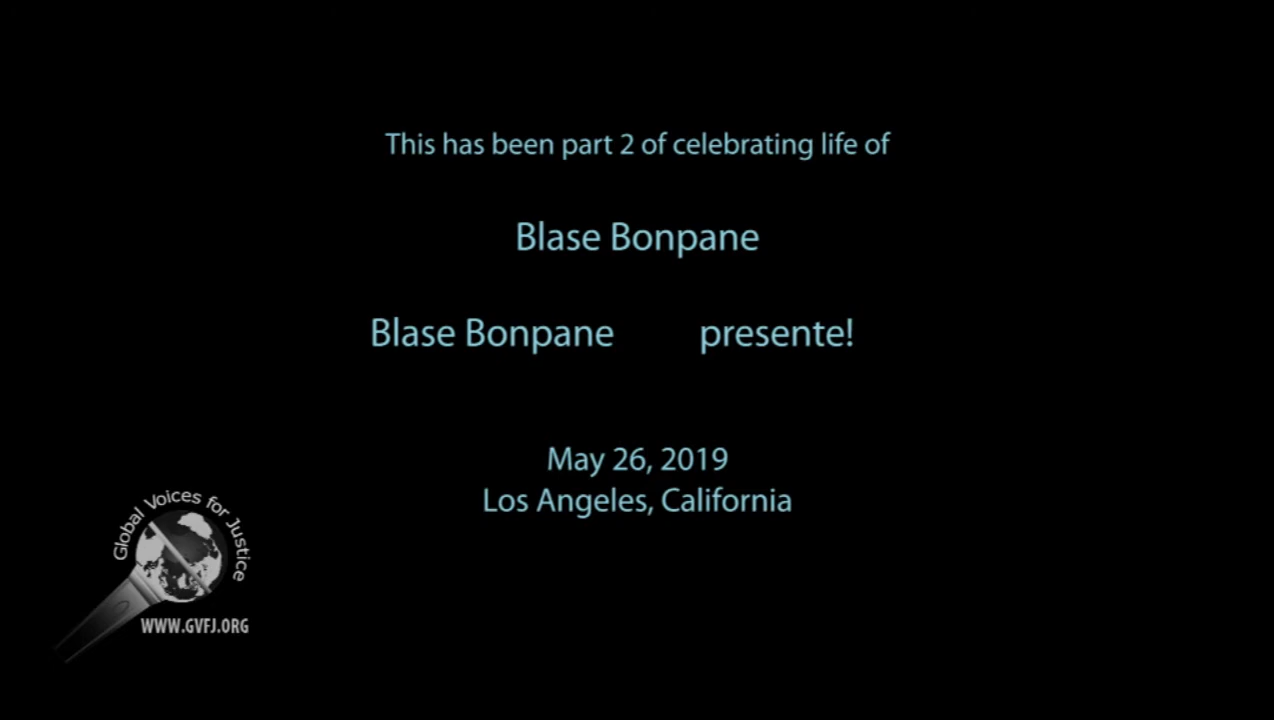 This has been part 2 of celebrating life of
Blase Bonpane
Blase Bonpane presente!
May 26, 2019
Los Angeles, California
Global Voices for Justice
WWW.GVFJ.ORG